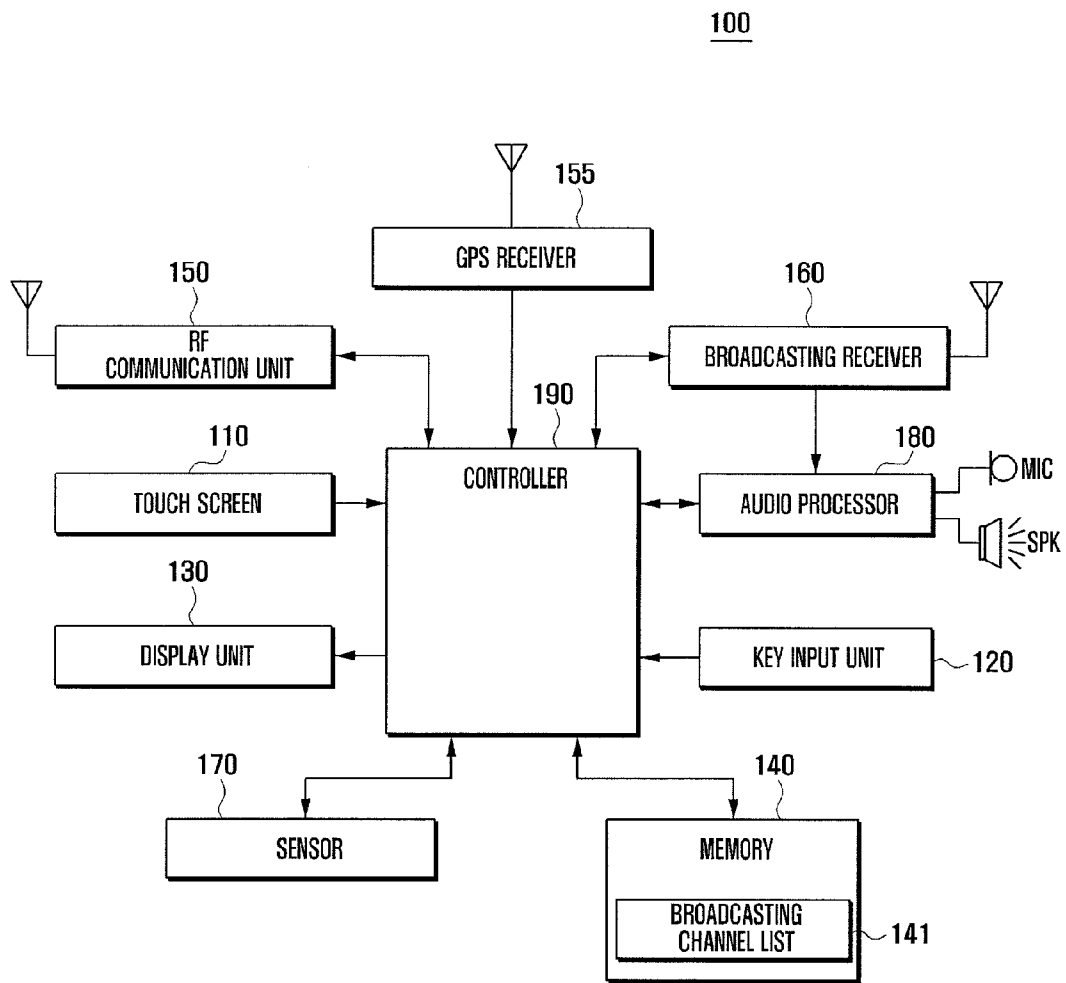 100
155
GPS RECEIVER
150
RF
COMMUNICATION UNIT
160
BROADCASTING RECEIVER
190
CONTROLLER
110
TOUCH SCREEN
180
AUDIO PROCESSOR
MIC
SPK
130
DISPLAY UNIT
KEY INPUT UNIT
120
170
SENSOR
140
MEMORY
BROADCASTING
CHANNEL LIST
141